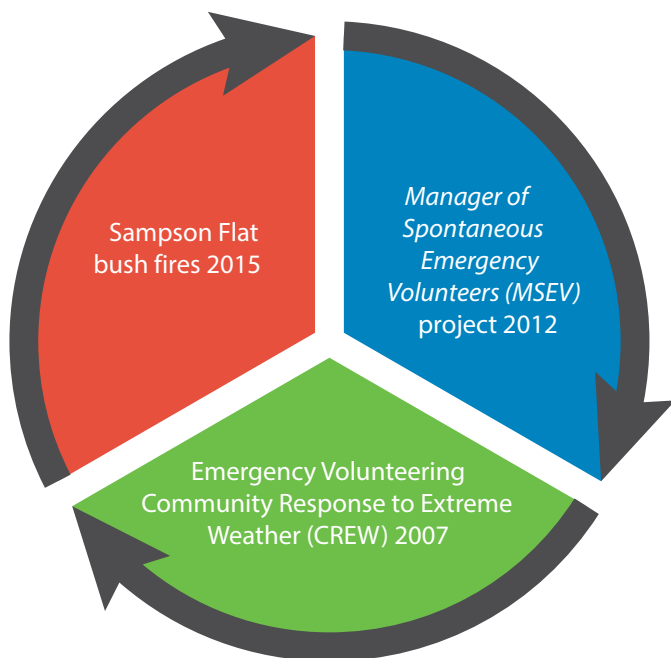 Sampson Flat
bush fires 2015
Manager of
Spontaneous
Emergency
Volunteers (MSEV)
project 2012
Emergency Volunteering
Community Response to Extreme
Weather (CREW) 2007